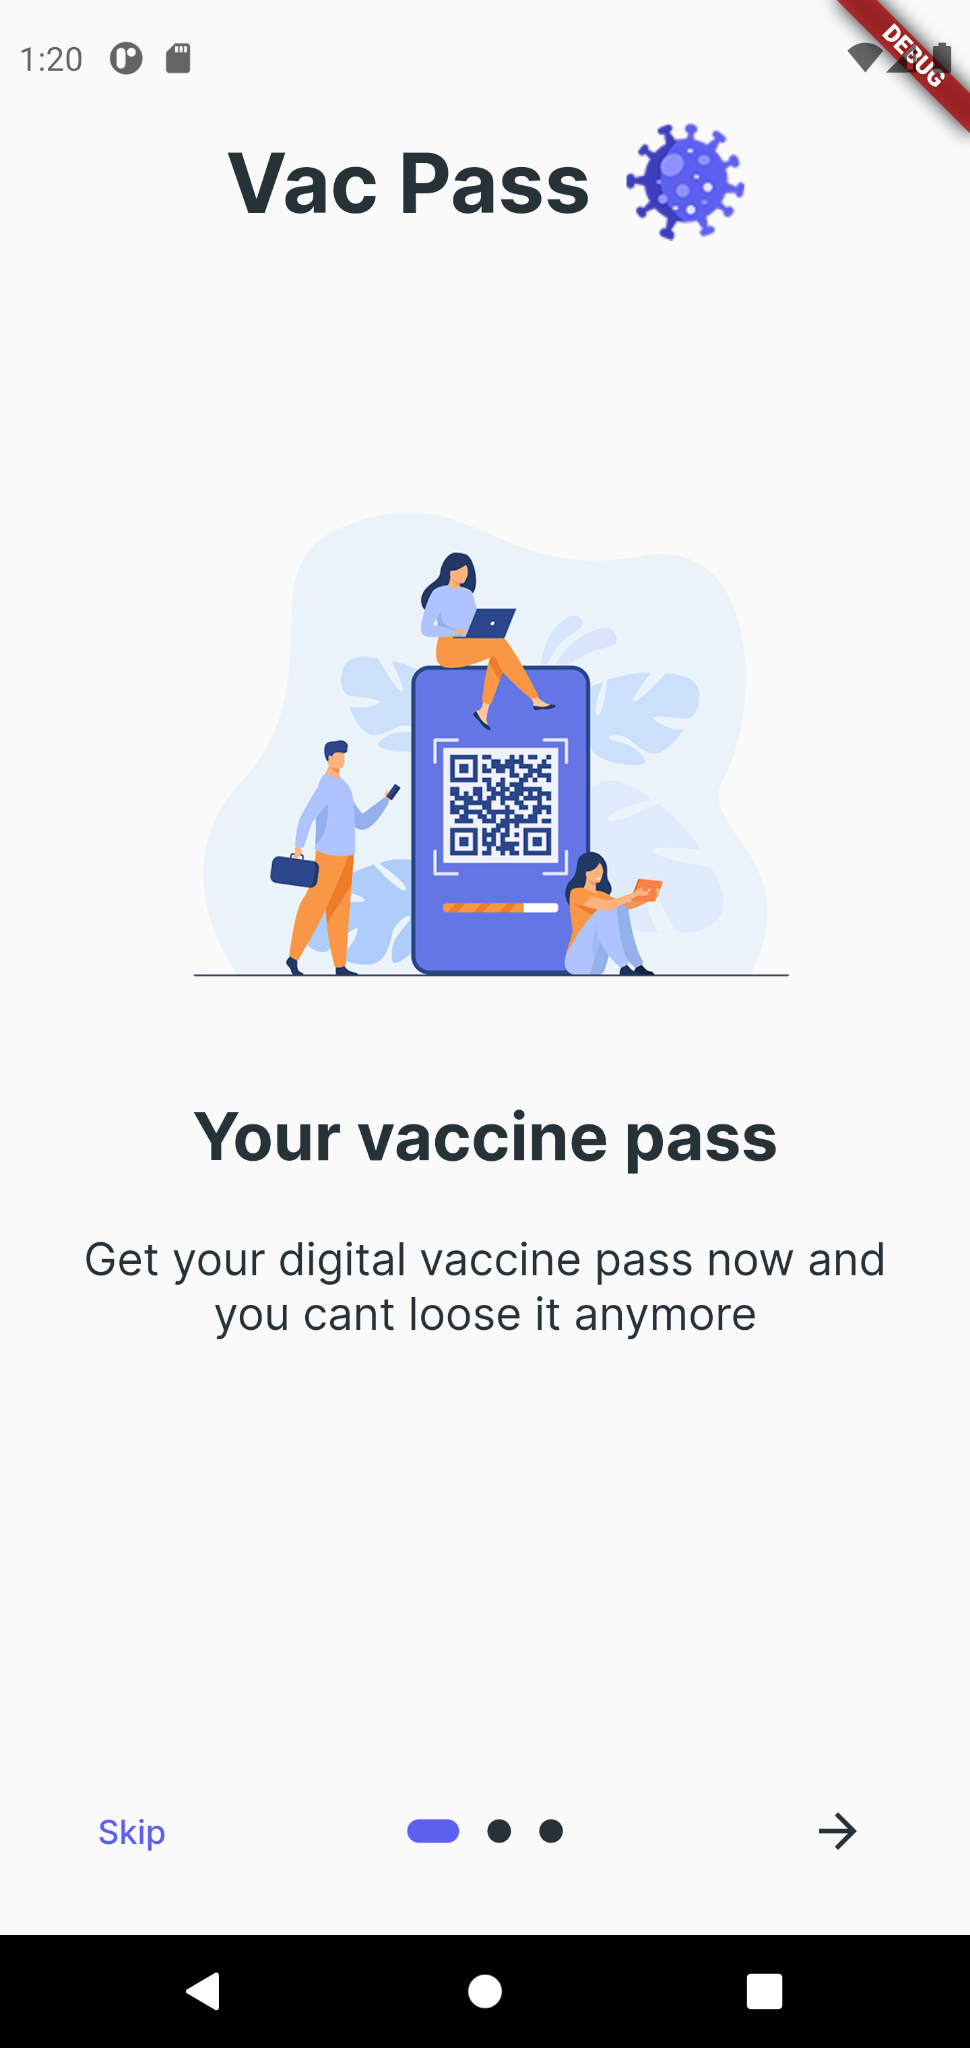 1:20
DEBUG
Vac Pass
Your vaccine pass
Get your digital vaccine pass now and
you cant loose it anymore
Skip